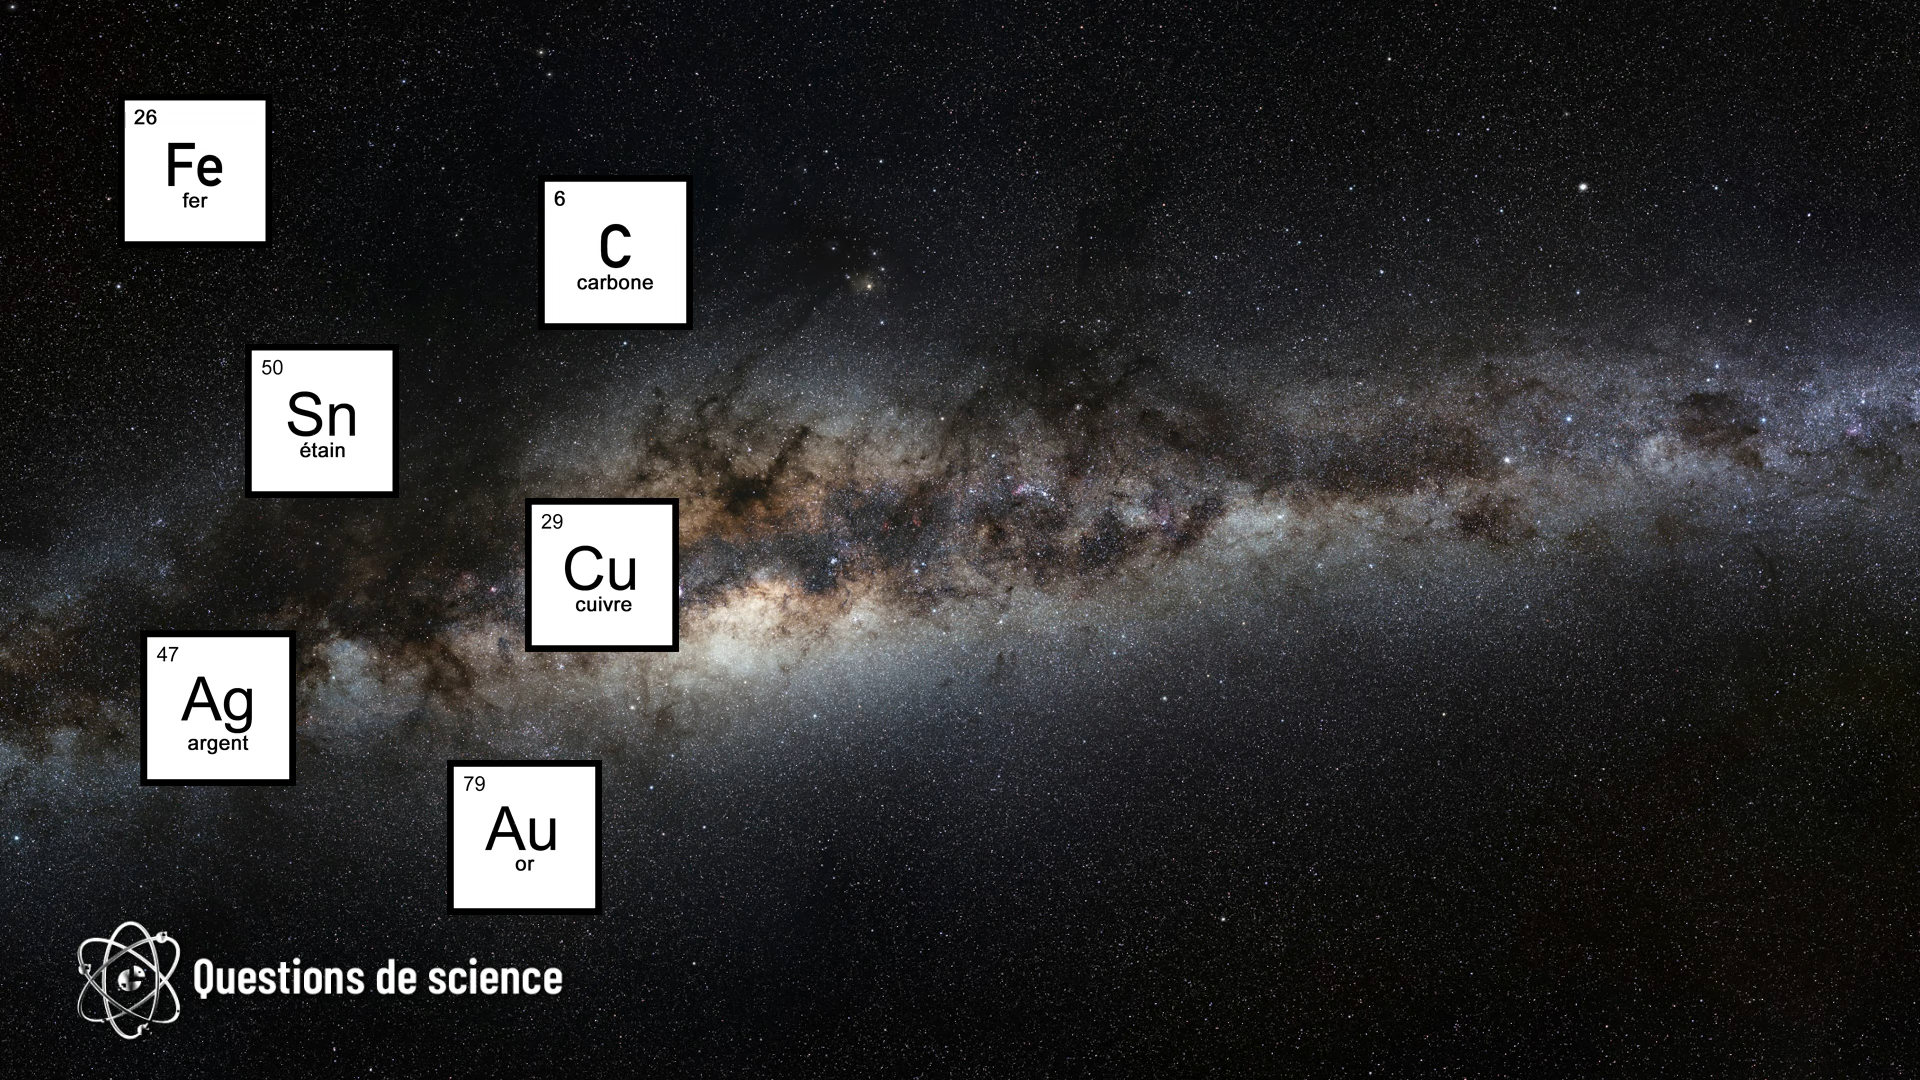 26
Fe
fer
6
C
carbone
50
Sn
étain
29
Cu
cuivre
47
Ag
argent
79
Au
or
Questions de science